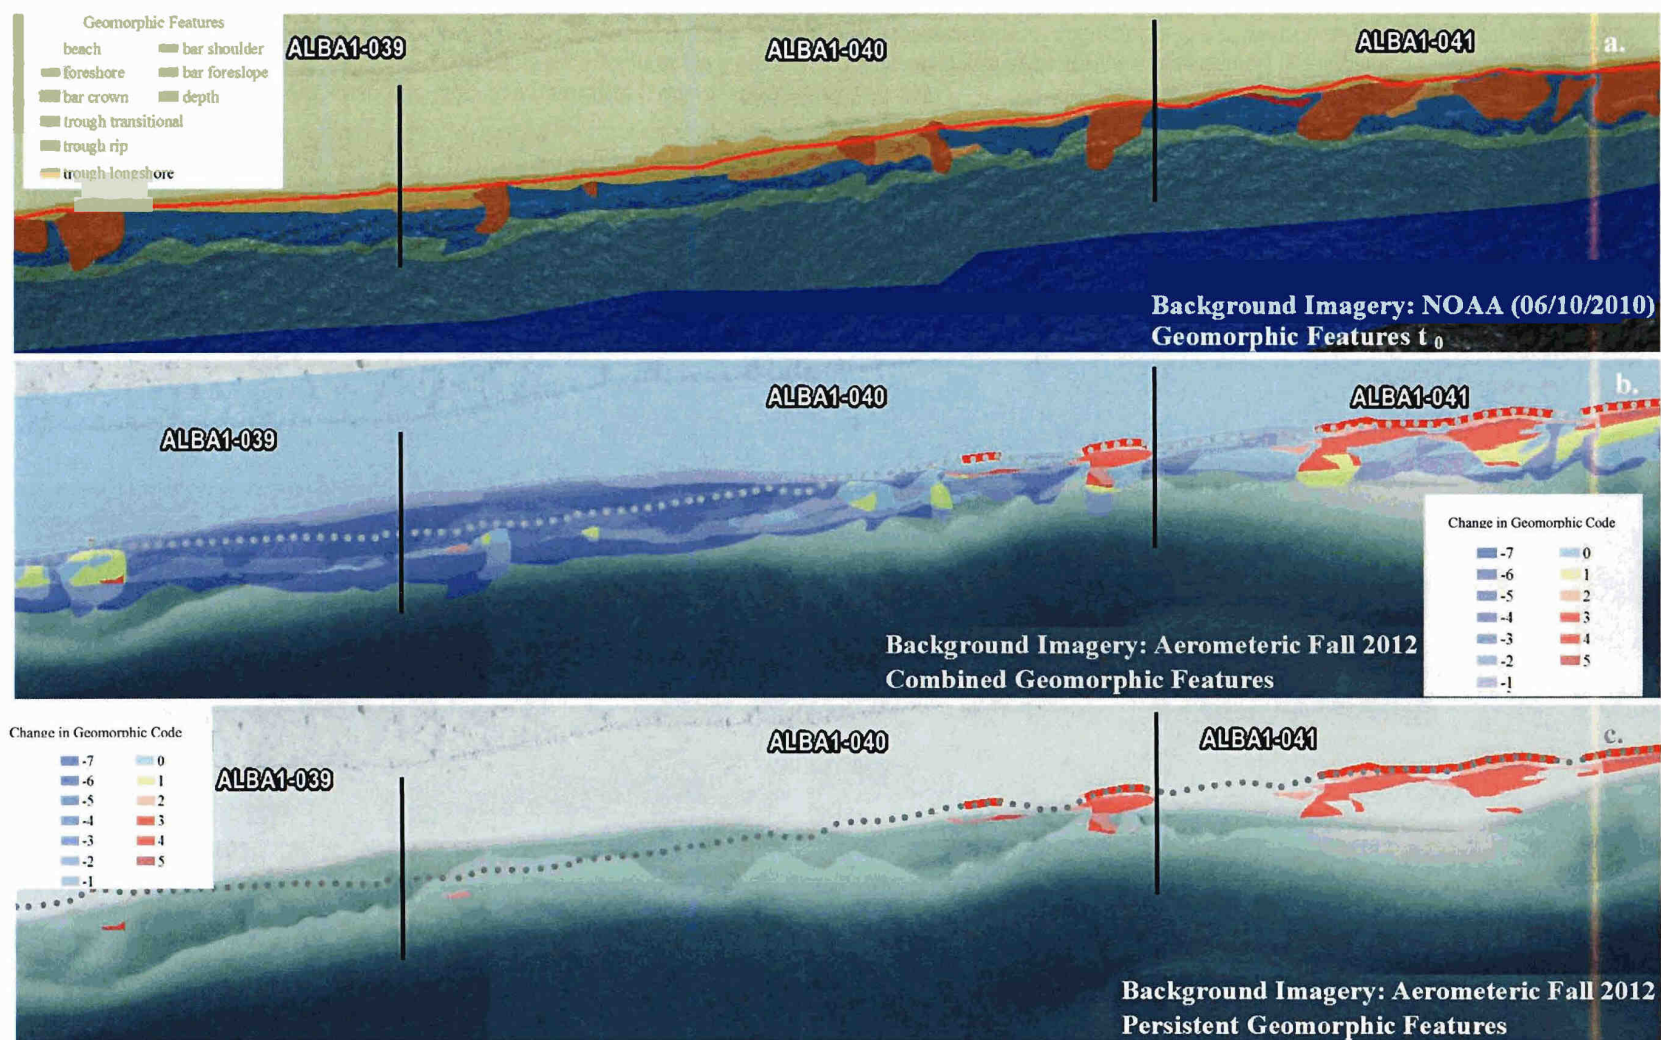 Geomorphic Features
beach
bar shoulder
foreshore
bar foreslope
bar crown
depth
trough transitional
trough rip
trough longshore
ALBA1-039
ALBA1-040
ALBA1-041
a.
Background Imagery: NOAA (06/10/2010)
Geomorphic Features t 0
b.
ALBA1-039
ALBA1-040
ALBA1-041
Change in Geomorphic Code
-7 0
-6 1
-5 2
-4 3
-3 4
-2 5
-1
Background Imagery: Aerometeric Fall 2012
Combined Geomorphic Features
c.
Change in Geomorphic Code
-7 0
-6 1
-5 2
-4 3
-3 4
-2 5
-1
ALBA1-039
ALBA1-040
ALBA1-041
Background Imagery: Aerometeric Fall 2012
Persistent Geomorphic Features